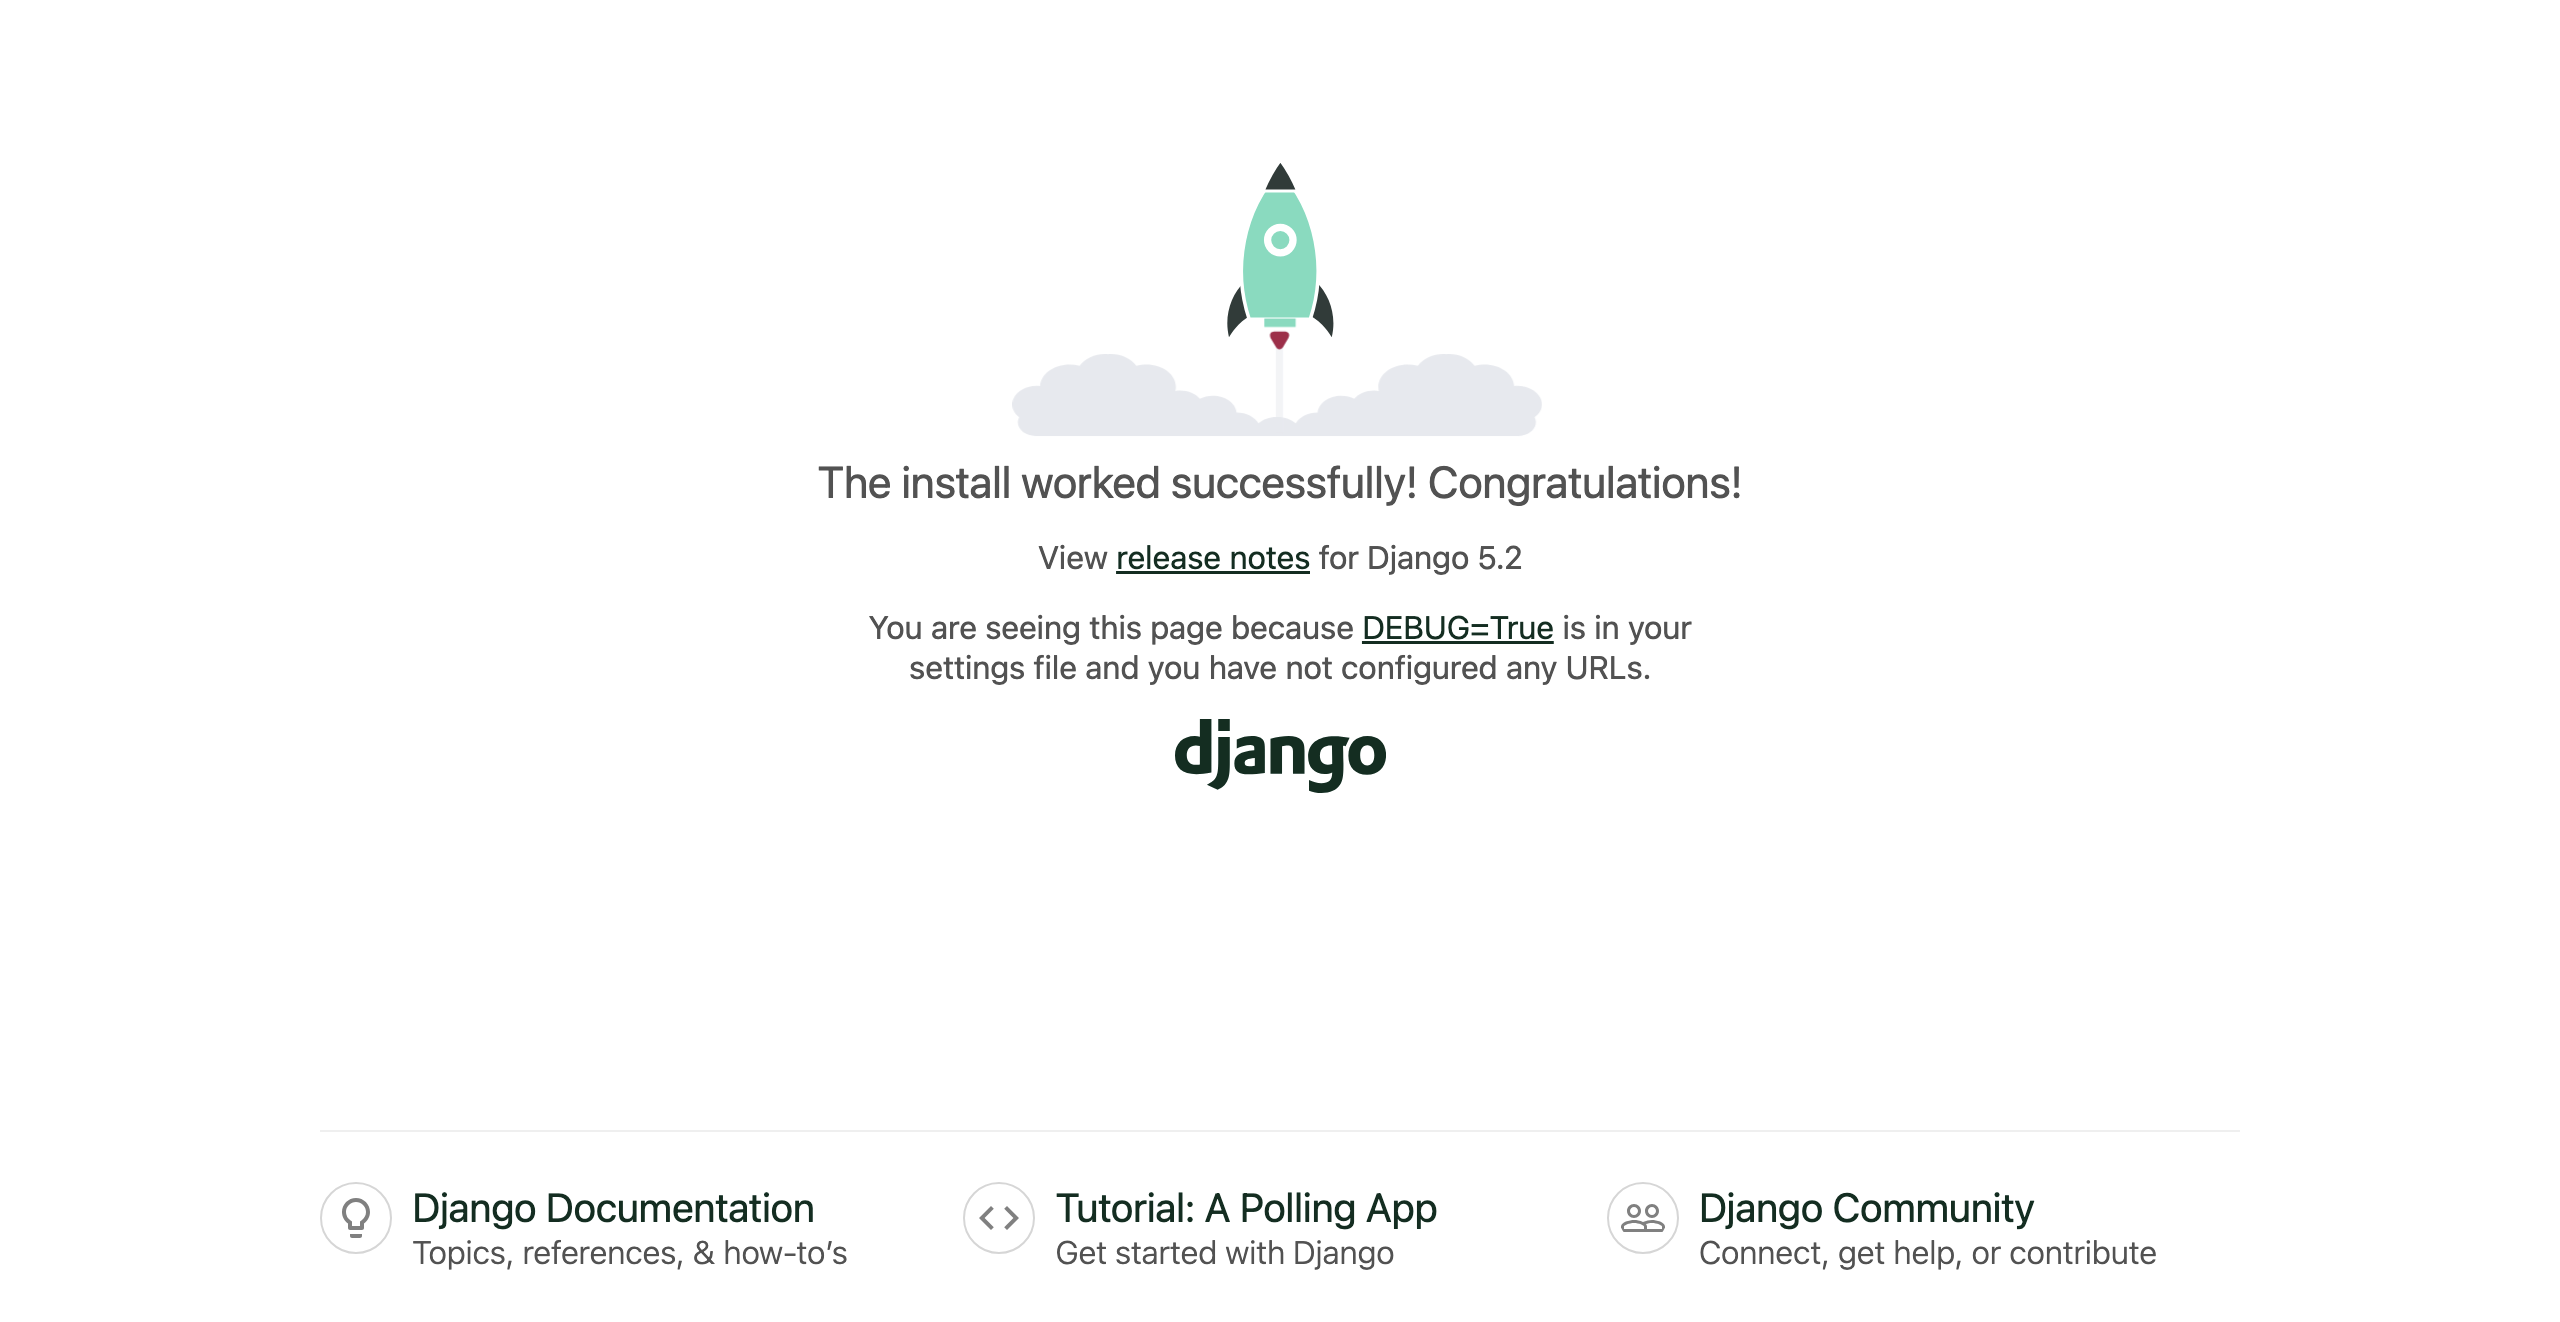 The install worked successfully! Congratulations!
View release notes for Django 5.2
You are seeing this page because DEBUG=True is in your
settings file and you have not configured any URLs.
django
Django Documentation
Topics, references, & how-to’s
Tutorial: A Polling App
Get started with Django
Django Community
Connect, get help, or contribute